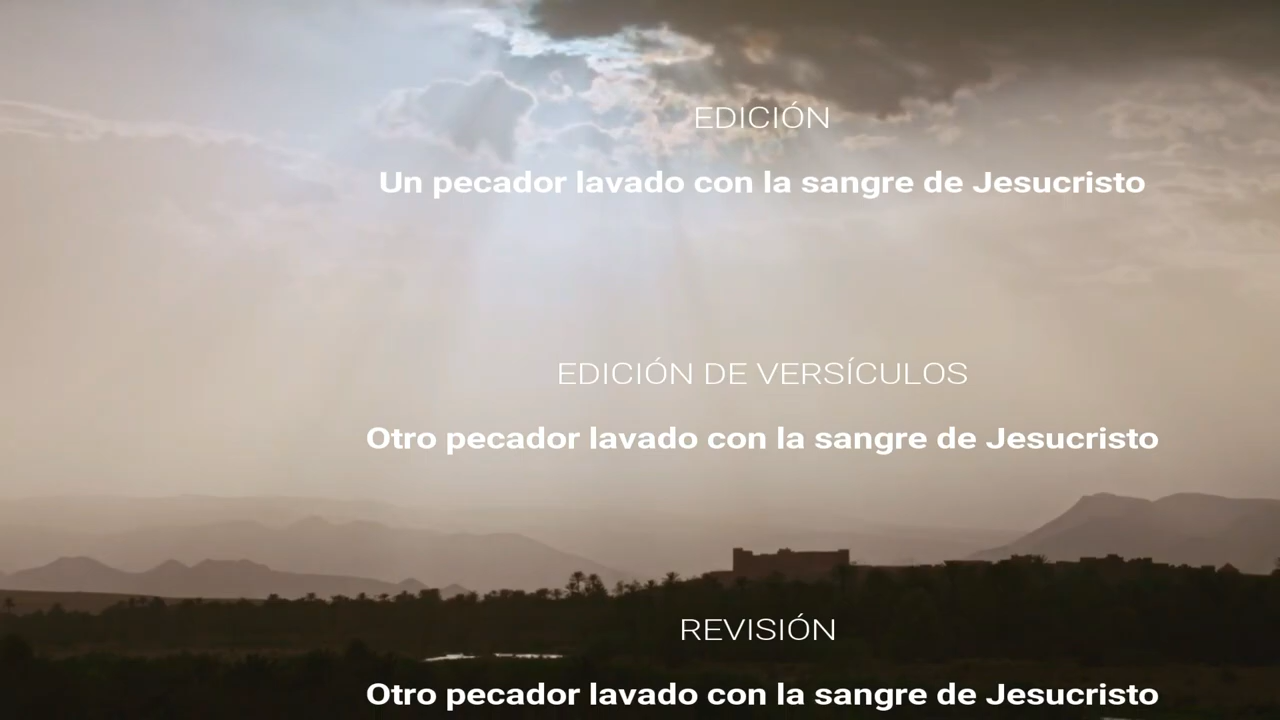 EDICIÓN
Un pecador lavado con la sangre de Jesucristo
EDICIÓN DE VERSÍCULOS
Otro pecador lavado con la sangre de Jesucristo
REVISIÓN
Otro pecador lavado con la sangre de Jesucristo